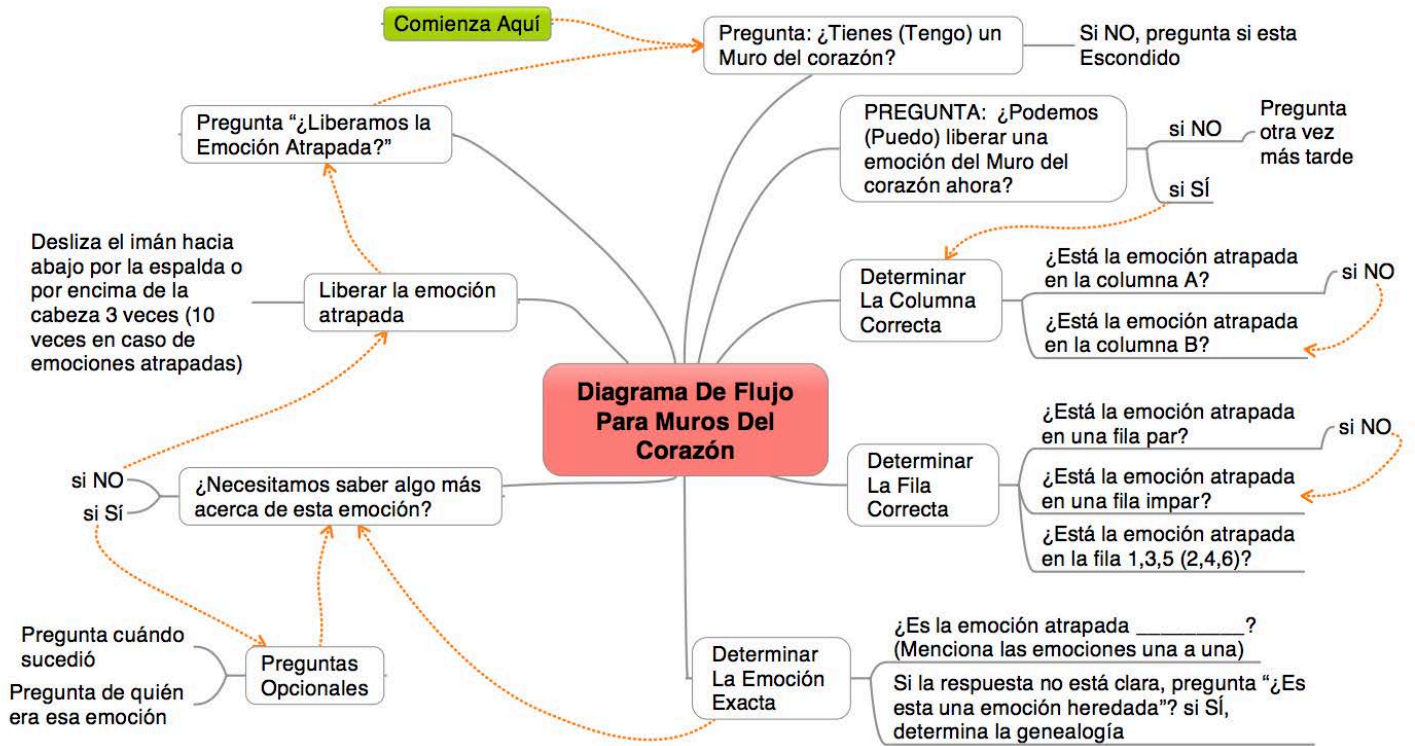 Comienza Aquí
Pregunta: ¿Tienes (Tengo) un
Muro del corazón?
Si NO, pregunta si esta
Escondido
PREGUNTA: ¿Podemos
(Puedo) liberar una
emoción del Muro del
corazón ahora?
si NO
Pregunta
otra vez
más tarde
si SÍ
Determinar
La Columna
Correcta
¿Está la emoción atrapada
en la columna A?
si NO
¿Está la emoción atrapada
en la columna B?
Diagrama De Flujo
Para Muros Del
Corazón
Determinar
La Fila
Correcta
¿Está la emoción atrapada
en una fila par?
si NO
¿Está la emoción atrapada
en una fila impar?
¿Está la emoción atrapada
en la fila 1,3,5 (2,4,6)?
Determinar
La Emoción
Exacta
¿Es la emoción atrapada _________?
(Menciona las emociones una a una)
Si la respuesta no está clara, pregunta “¿Es
esta una emoción heredada”? si SÍ,
determina la genealogía
¿Necesitamos saber algo más
acerca de esta emoción?
si NO
si Sí
Preguntas
Opcionales
Pregunta cuándo
sucedió
Pregunta de quién
era esa emoción
Liberar la emoción
atrapada
Desliza el imán hacia
abajo por la espalda o
por encima de la
cabeza 3 veces (10
veces en caso de
emociones atrapadas)
Pregunta “¿Liberamos la
Emoción Atrapada?”